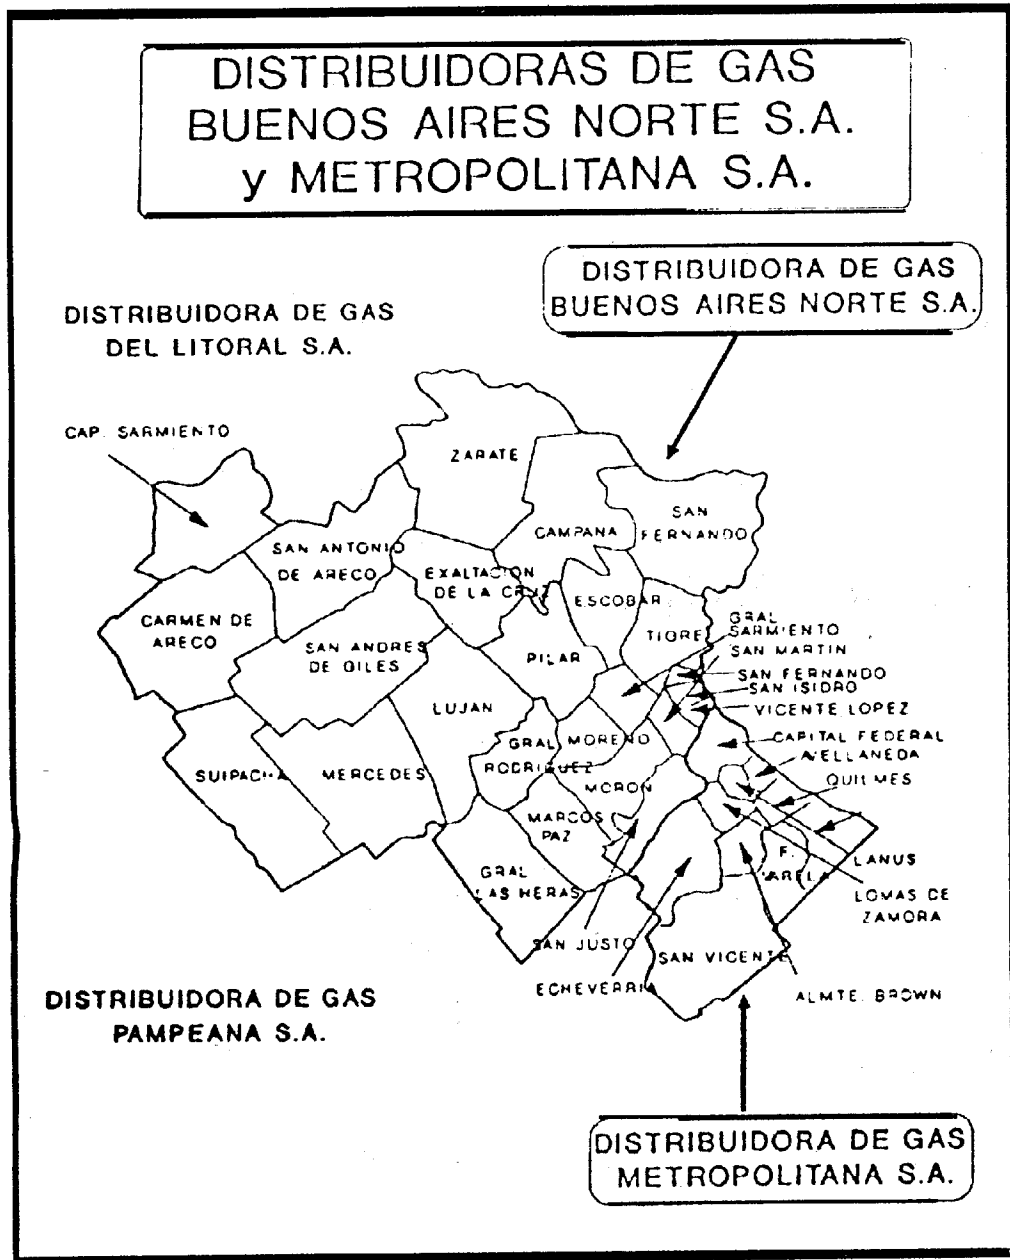 DISTRIBUIDORAS DE GAS
BUENOS AIRES NORTE S.A.
y METROPOLITANA S.A.
DISTRIBUIDORA DE GAS
BUENOS AIRES NORTE S.A.
DISTRIBUIDORA DE GAS
DEL LITORAL S.A.
CAP. SARMIENTO
ZARATE
SAN
FERNANDO
CAMPANA
SAN ANTONIO
DE ARECO
EXALTACION
DE LA CRUZ
ESCOBAR
CARMEN DE
ARECO
SAN ANDRES
DE GILES
PILAR
TIGRE
GRAL
SARMIENTO
SAN MARTIN
SAN FERNANDO
SAN ISIDRO
VICENTE LOPEZ
LUJAN
GRAL
RODRIGUEZ
MORENO
CAPITAL FEDERAL
AVELLANEDA
QUILMES
SUIPACHA
MERCEDES
MORON
MARCOS
PAZ
GRAL
LAS HERAS
F.
VAREL
LANUS
LOMAS DE
ZAMORA
SAN JUSTO
SAN VICENTE
ECHEVERRI
ALMTE. BROWN
DISTRIBUIDORA DE GAS
PAMPEANA S.A.
DISTRIBUIDORA DE GAS
METROPOLITANA S.A.